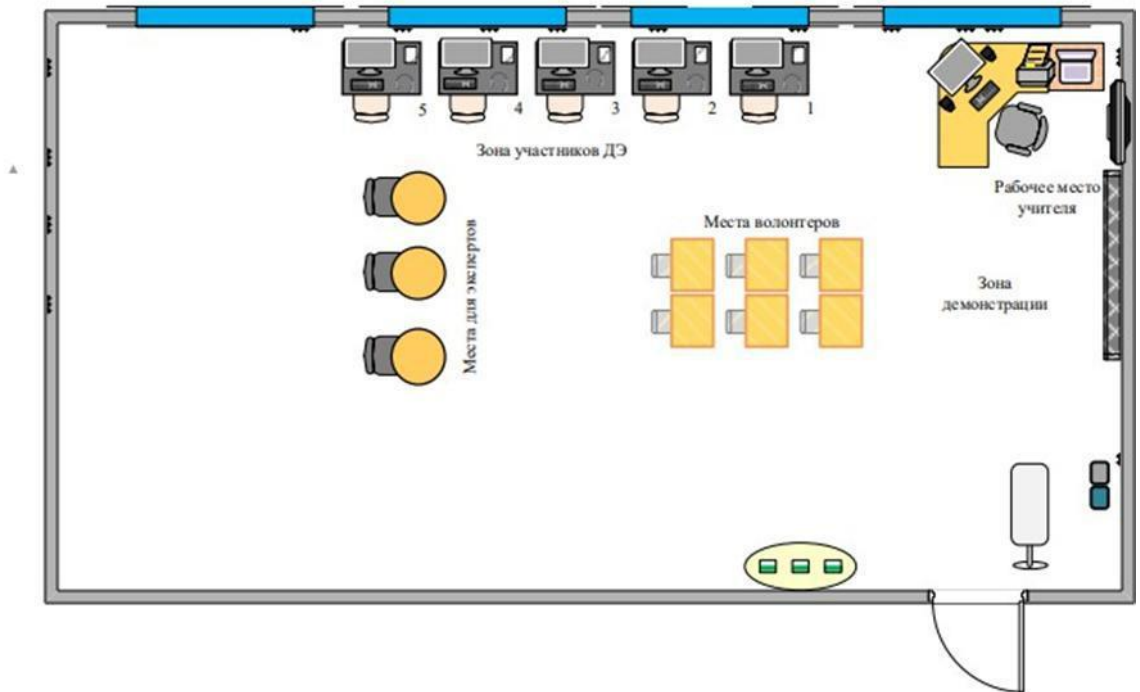 5
4
3
2
1
Зона участников ДЭ
Рабочее место
учителя
Места для экспертов
Места волонтеров
Зона
демонстрации